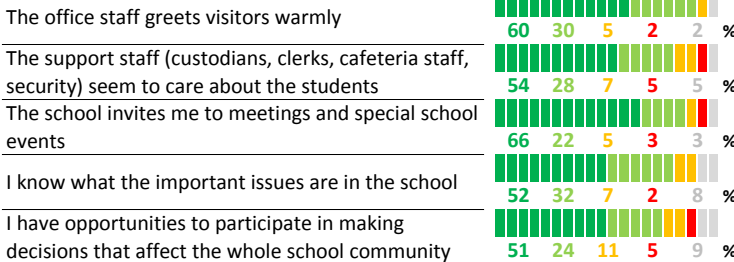 The office staff greets visitors warmly
60 30 5 2 2 %
The support staff (custodians, clerks, cafeteria staff,
security) seem to care about the students
54 28 7 5 5 %
The school invites me to meetings and special school
events
66 22 5 3 3 %
I know what the important issues are in the school
52 32 7 2 8 %
I have opportunities to participate in making
decisions that affect the whole school community
51 24 11 5 9 %